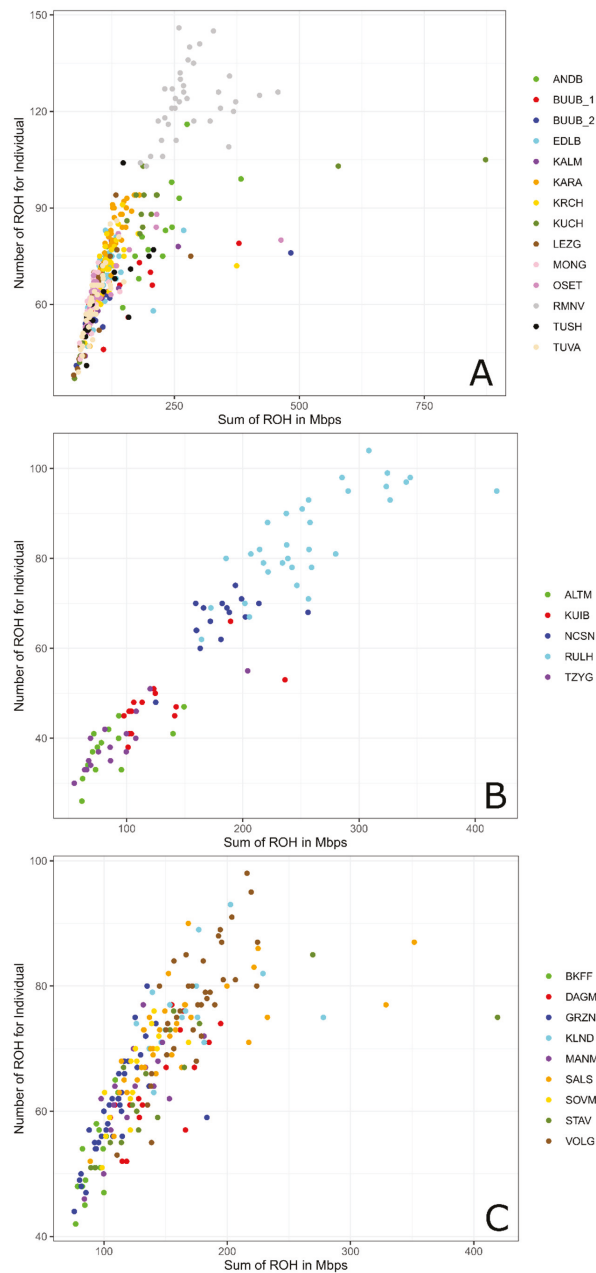 150
120
90
60
Number of ROH for Individual
250
500
750
Sum of ROH in Mbps
A
ANDB
BUUB_1
BUUB_2
EDLB
KALM
KARA
KRCH
KUCH
LEZG
MONG
OSET
RMNV
TUSH
TUVA
100
80
60
40
Number of ROH for Individual
100
200
300
400
Sum of ROH in Mbps
B
ALTM
KUIB
NCSN
RULH
TZYG
100
80
60
40
Number of ROH for Individual
100
200
300
400
Sum of ROH in Mbps
C
BKFF
DAGM
GRZN
KLND
MANM
SALS
SOVM
STAV
VOLG